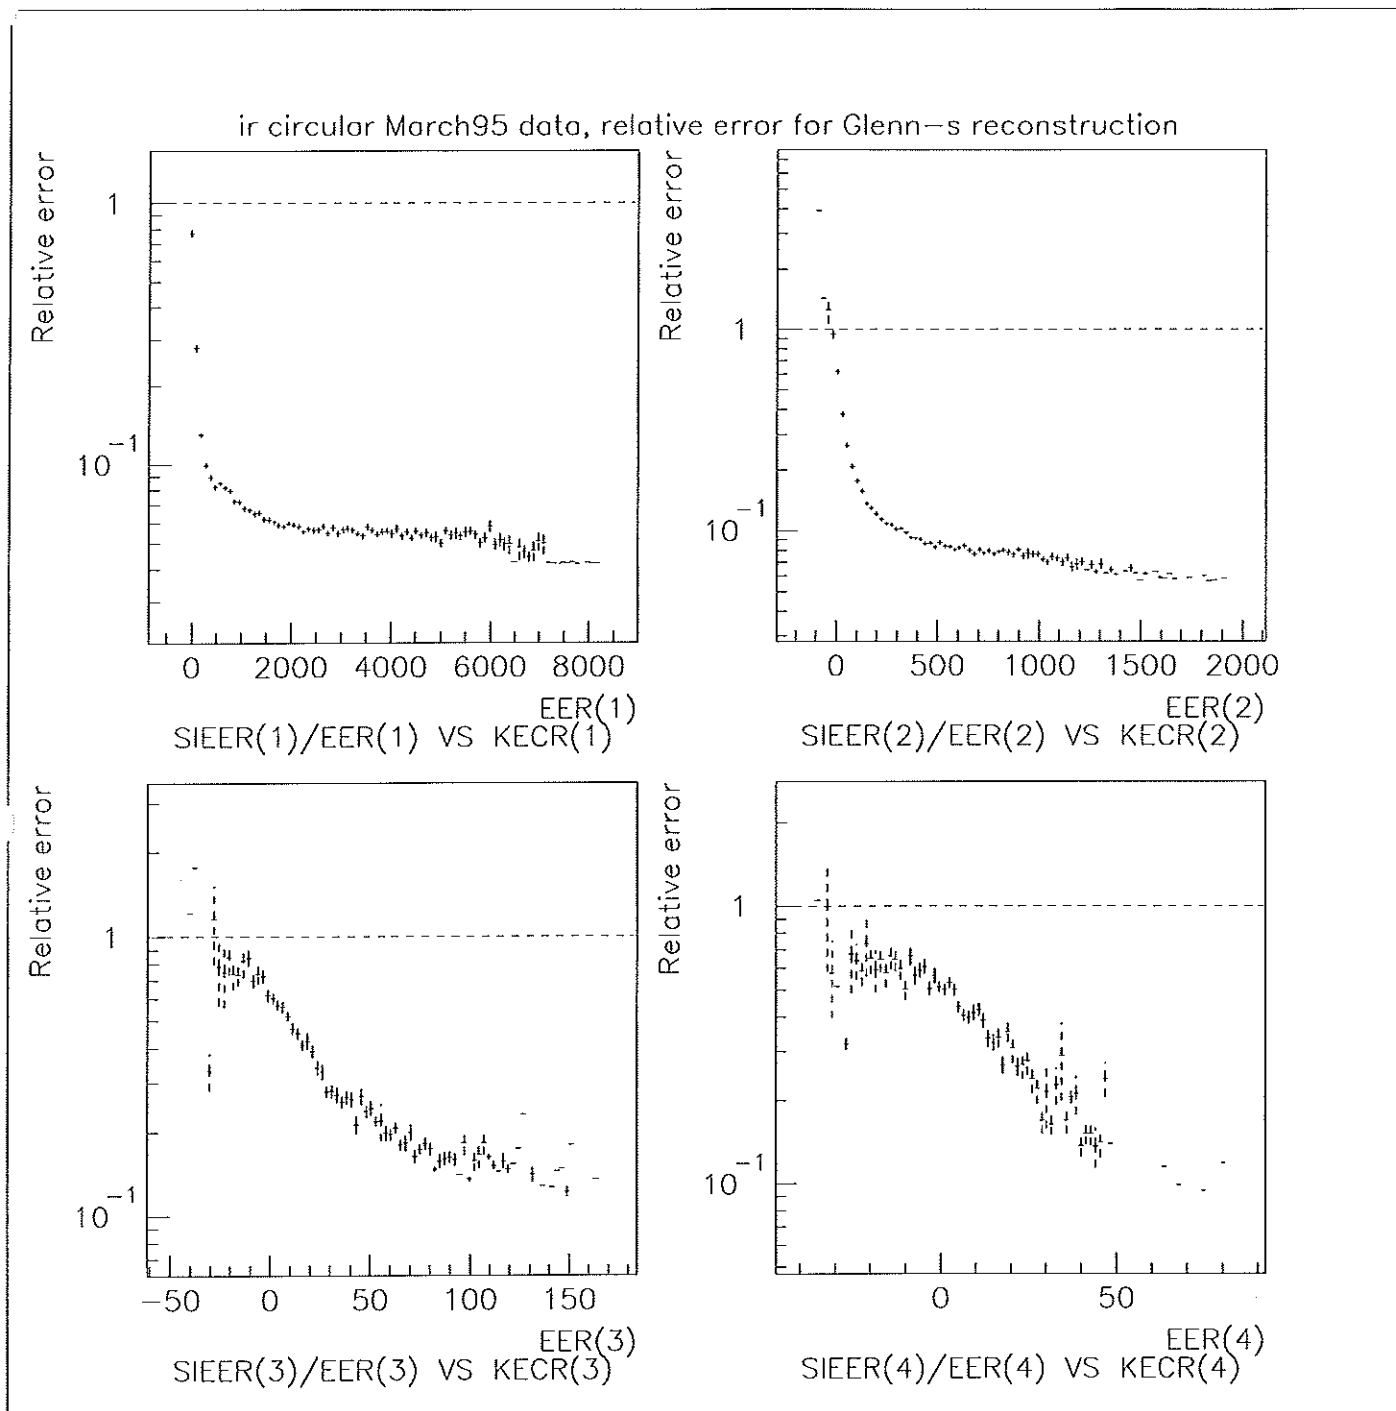 ir circular March95 data, relative error for Glenn-s reconstruction
Relative error
1
10
-1
0 2000 4000 6000 8000
EER(1)
SIEER(1)/EER(1) VS KECR(1)
Relative error
1
10
-1
0 500 1000 1500 2000
EER(2)
SIEER(2)/EER(2) VS KECR(2)
Relative error
1
10
-1
-50 0 50 100 150
EER(3)
SIEER(3)/EER(3) VS KECR(3)
Relative error
1
10
-1
0 50
EER(4)
SIEER(4)/EER(4) VS KECR(4)